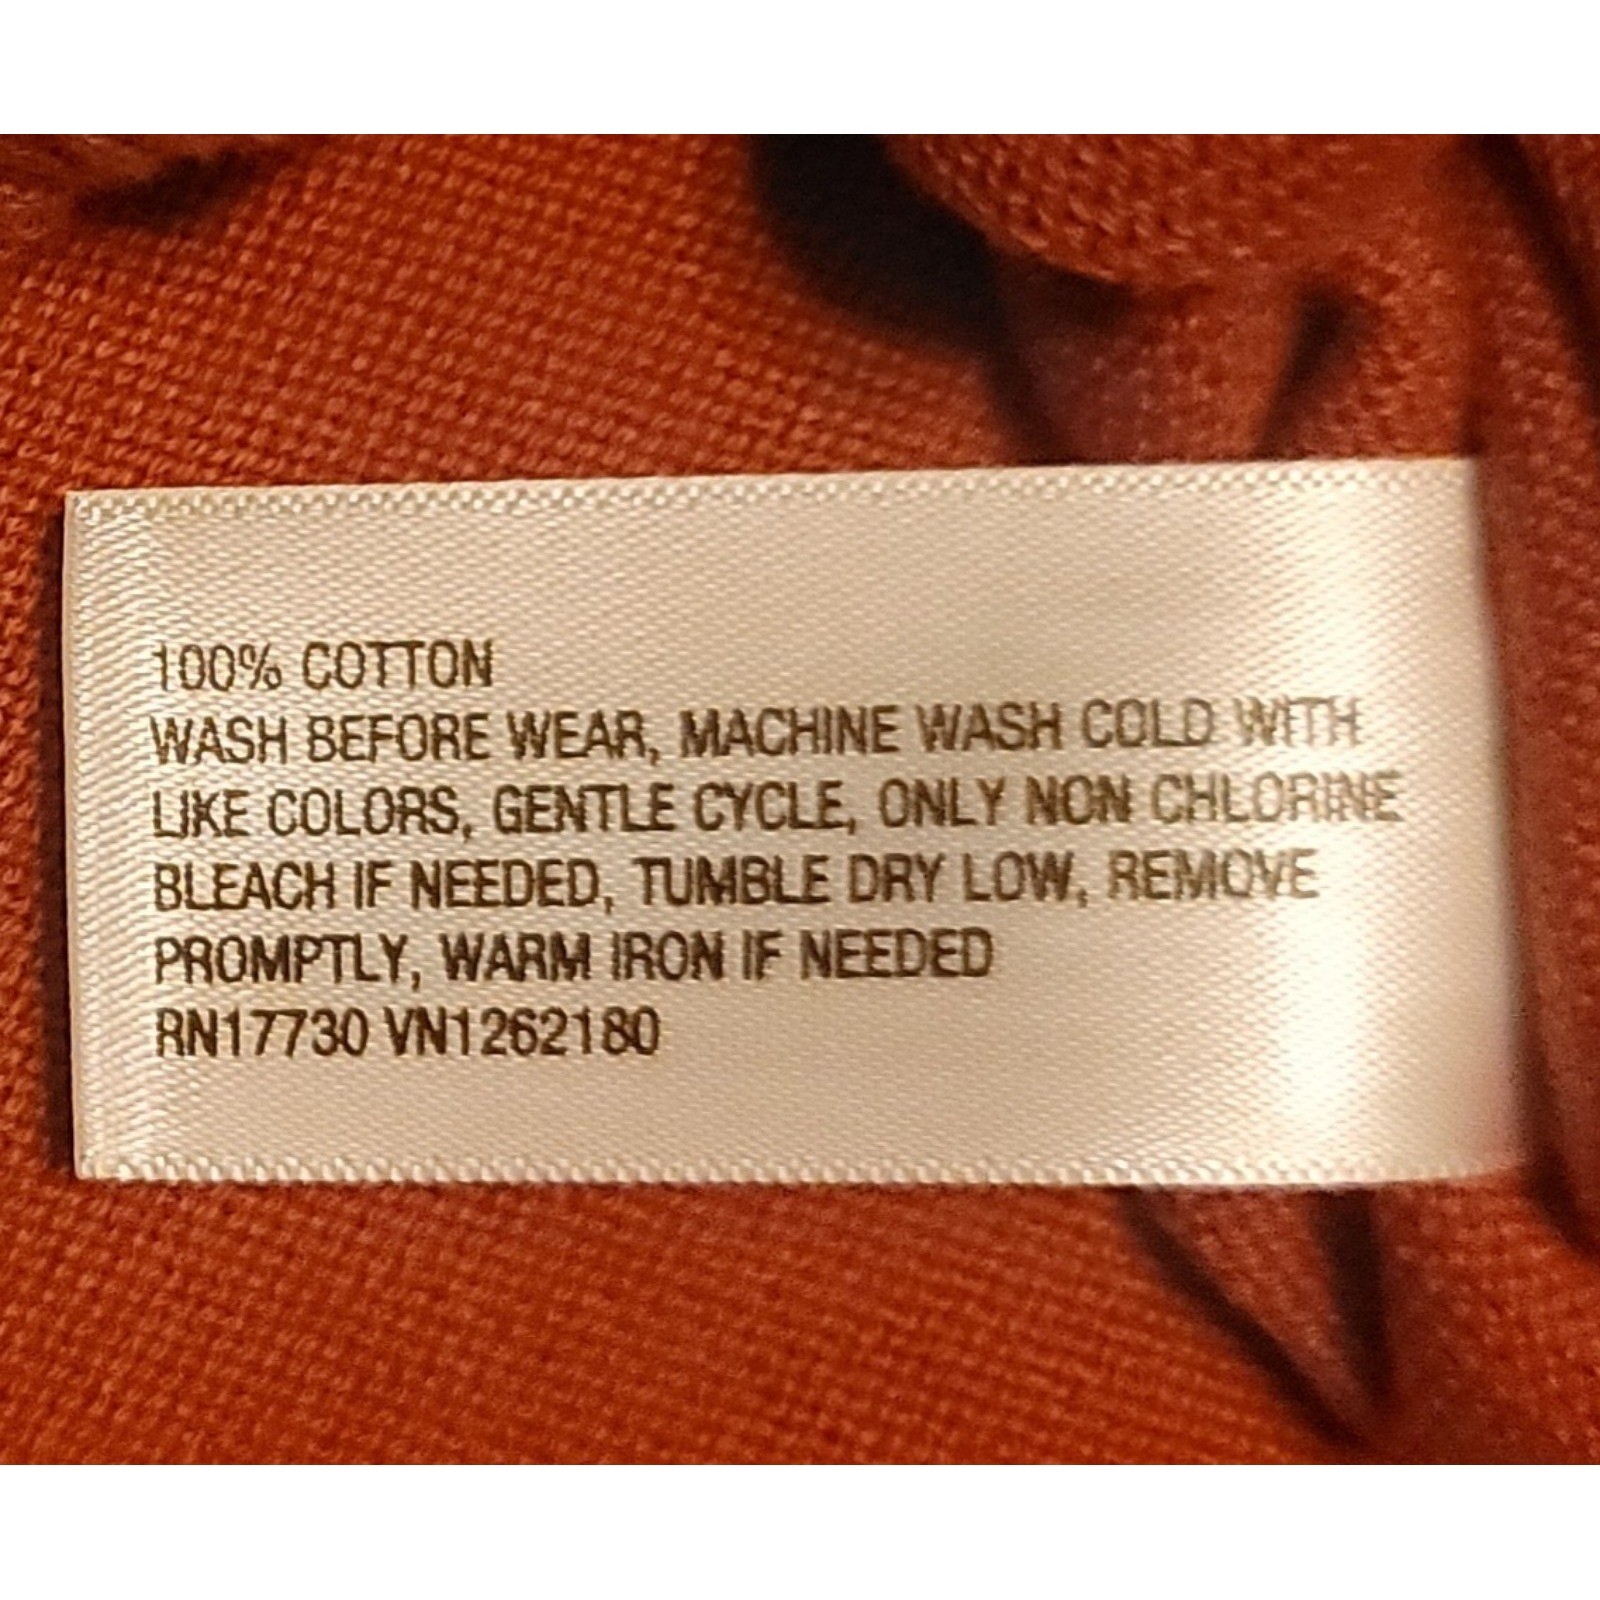 100% COTTON
WASH BEFORE WEAR, MACHINE WASH COLD WITH
LIKE COLORS, GENTLE CYCLE, ONLY NON CHLORINE
BLEACH IF NEEDED, TUMBLE DRY LOW, REMOVE
PROMPTLY, WARM IRON IF NEEDED
RN17730 VN1262180